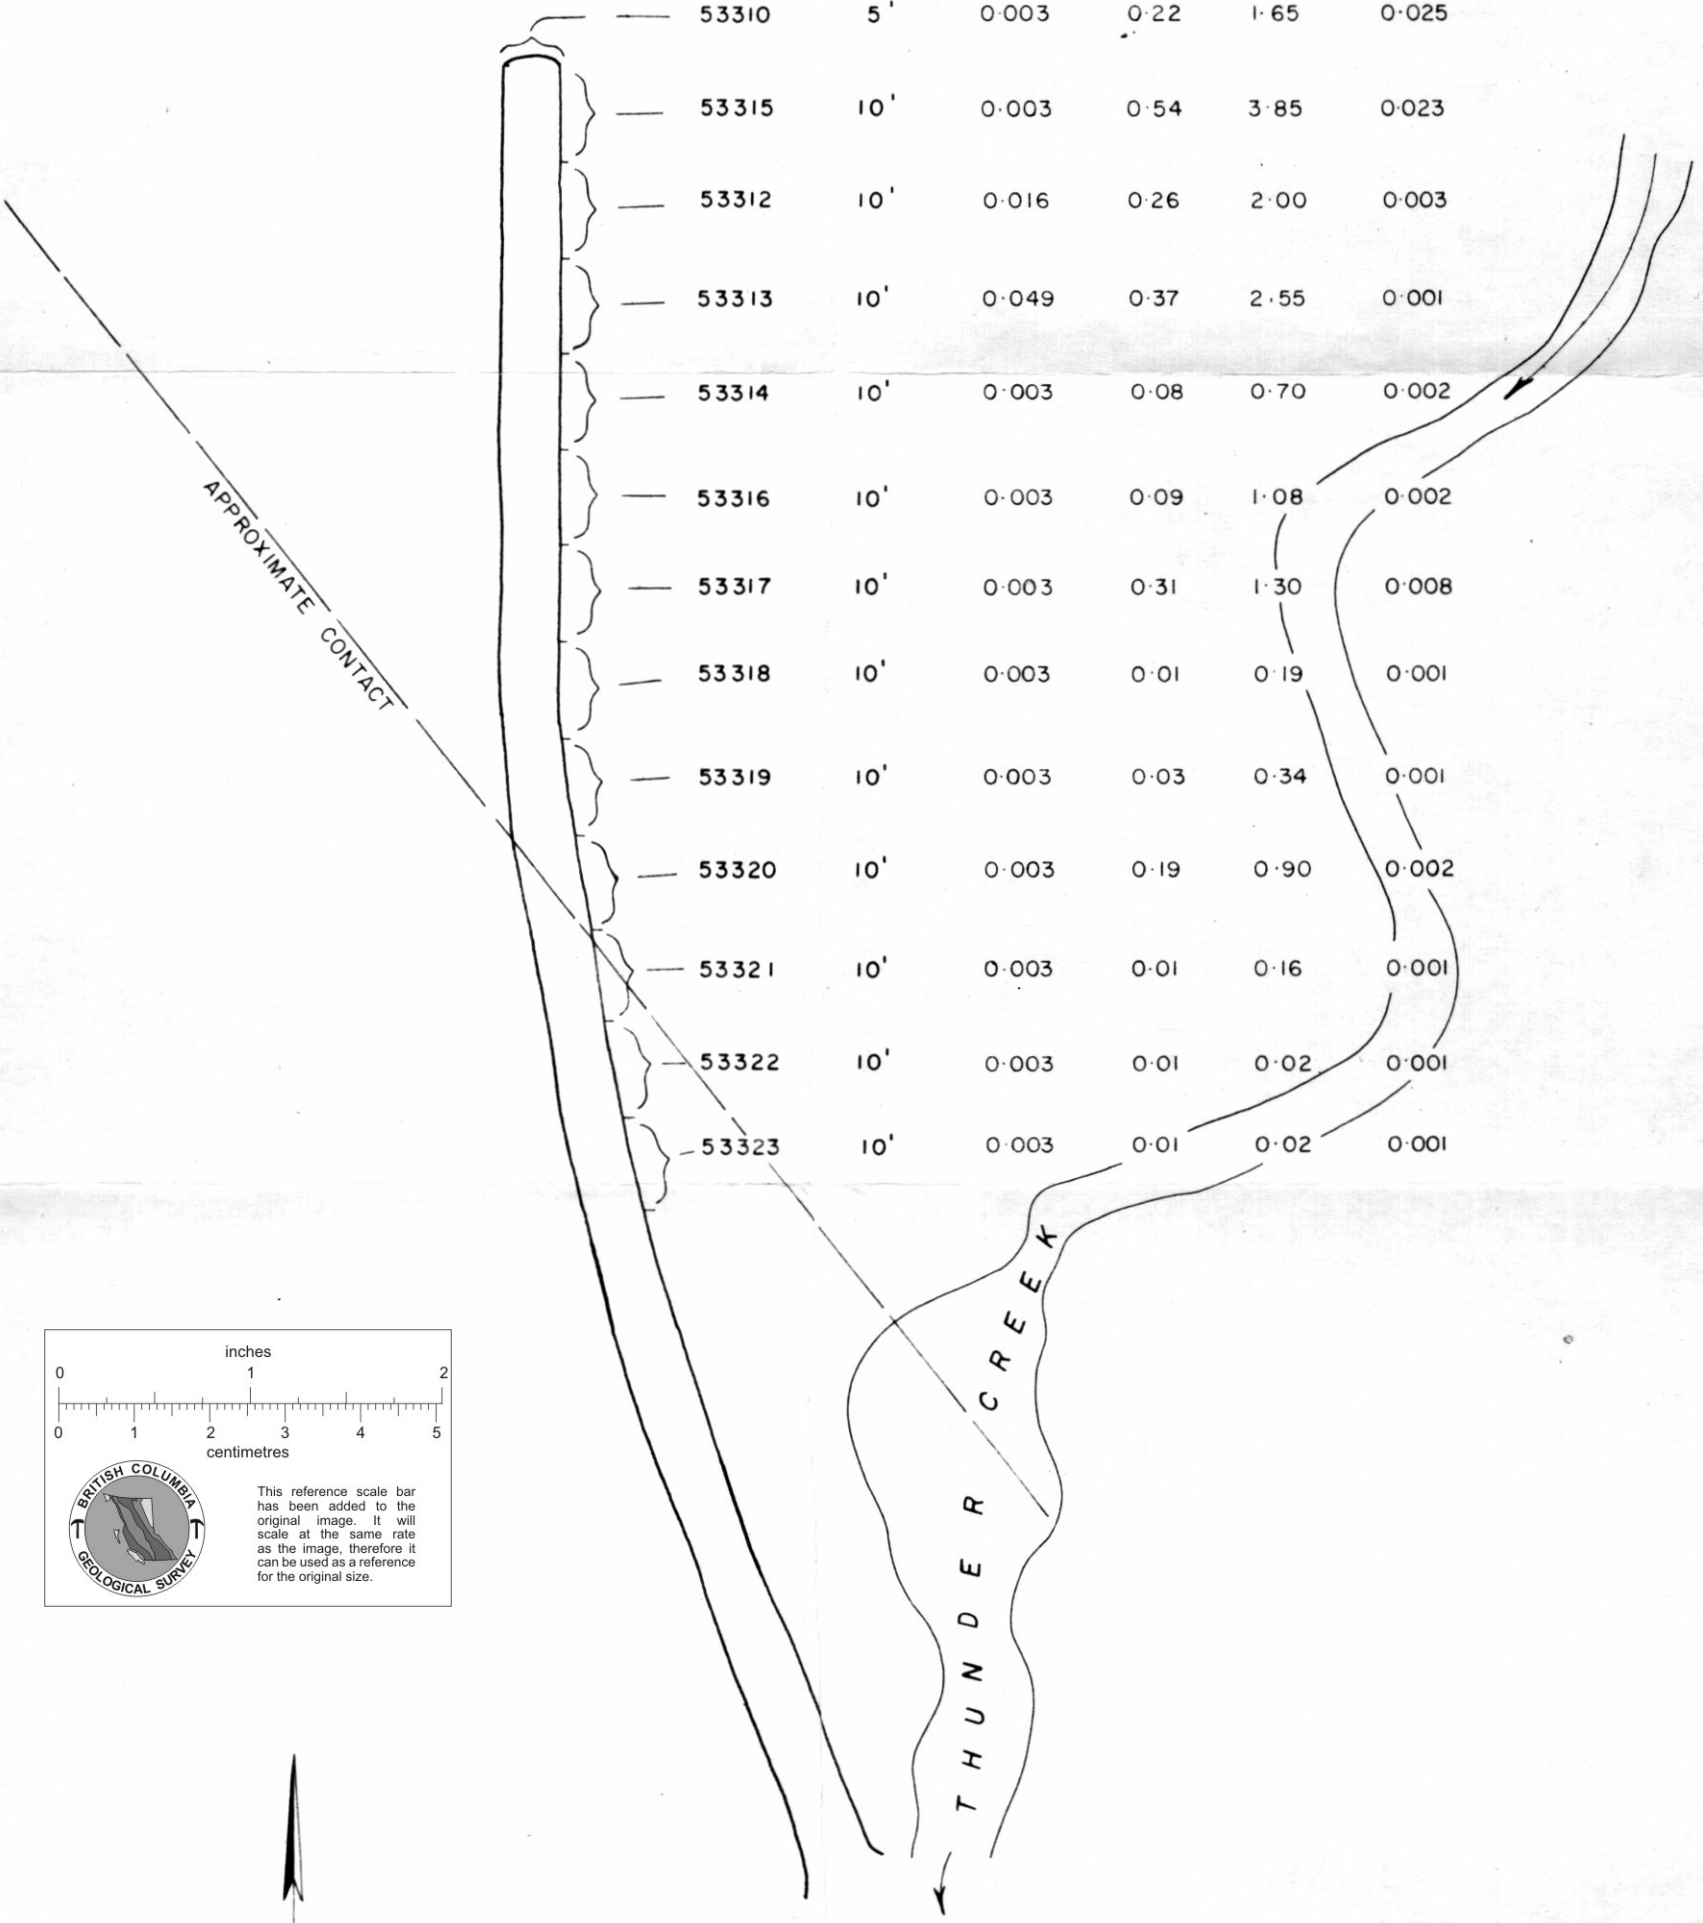 53310 5' 0·003 0·22 1·65 0·025
53315 10' 0·003 0·54 3·85 0·023
53312 10' 0·016 0·26 2·00 0·003
53313 10' 0·049 0·37 2·55 0·001
53314 10' 0·003 0·08 0·70 0·002
53316 10' 0·003 0·09 1·08 0·002
53317 10' 0·003 0·31 1·30 0·008
53318 10' 0·003 0·01 0·19 0·001
53319 10' 0·003 0·03 0·34 0·001
53320 10' 0·003 0·19 0·90 0·002
53321 10' 0·003 0·01 0·16 0·001
53322 10' 0·003 0·01 0·02 0·001
53323 10' 0·003 0·01 0·02 0·001
APPROXIMATE CONTACT
THUNDER CREEK
inches
0 1 2
0 1 2 3 4 5
centimetres
BRITISH COLUMBIA
GEOLOGICAL SURVEY
This reference scale bar
has been added to the
original image. It will
scale at the same rate
as the image, therefore it
can be used as a reference
for the original size.